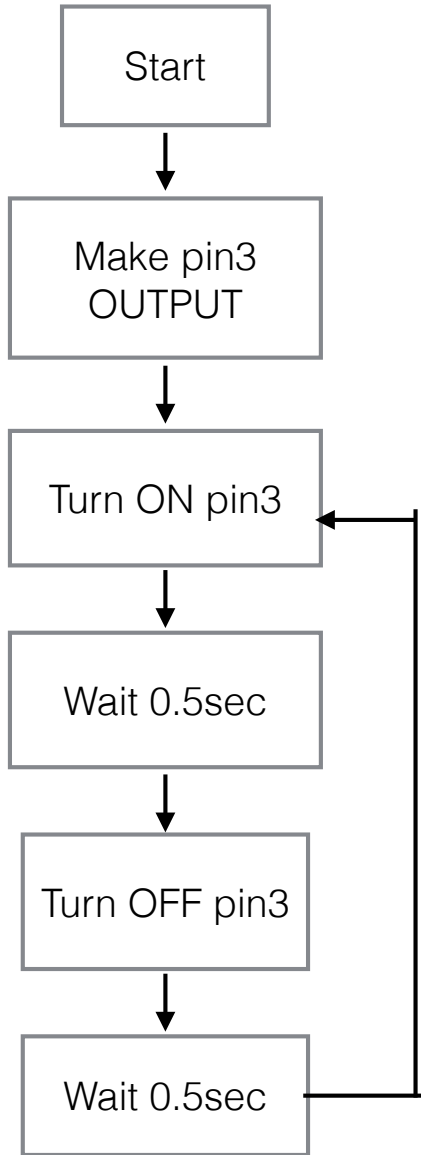 Start
Make pin3
OUTPUT
Turn ON pin3
Wait 0.5sec
Turn OFF pin3
Wait 0.5sec